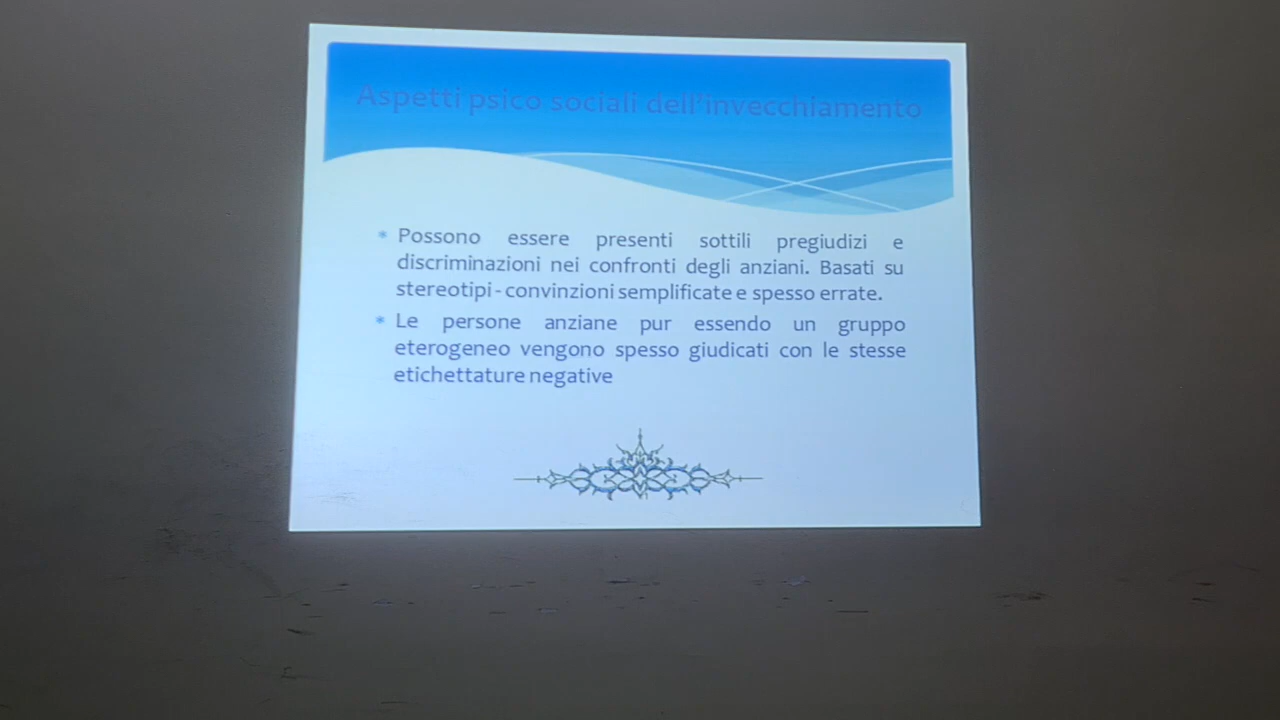 Aspetti psico sociali dell'invecchiamento
* Possono essere presenti sottili pregiudizi e
discriminazioni nei confronti degli anziani. Basati su
stereotipi - convinzioni semplificate e spesso errate.
* Le persone anziane pur essendo un gruppo
eterogeneo vengono spesso giudicati con le stesse
etichettature negative